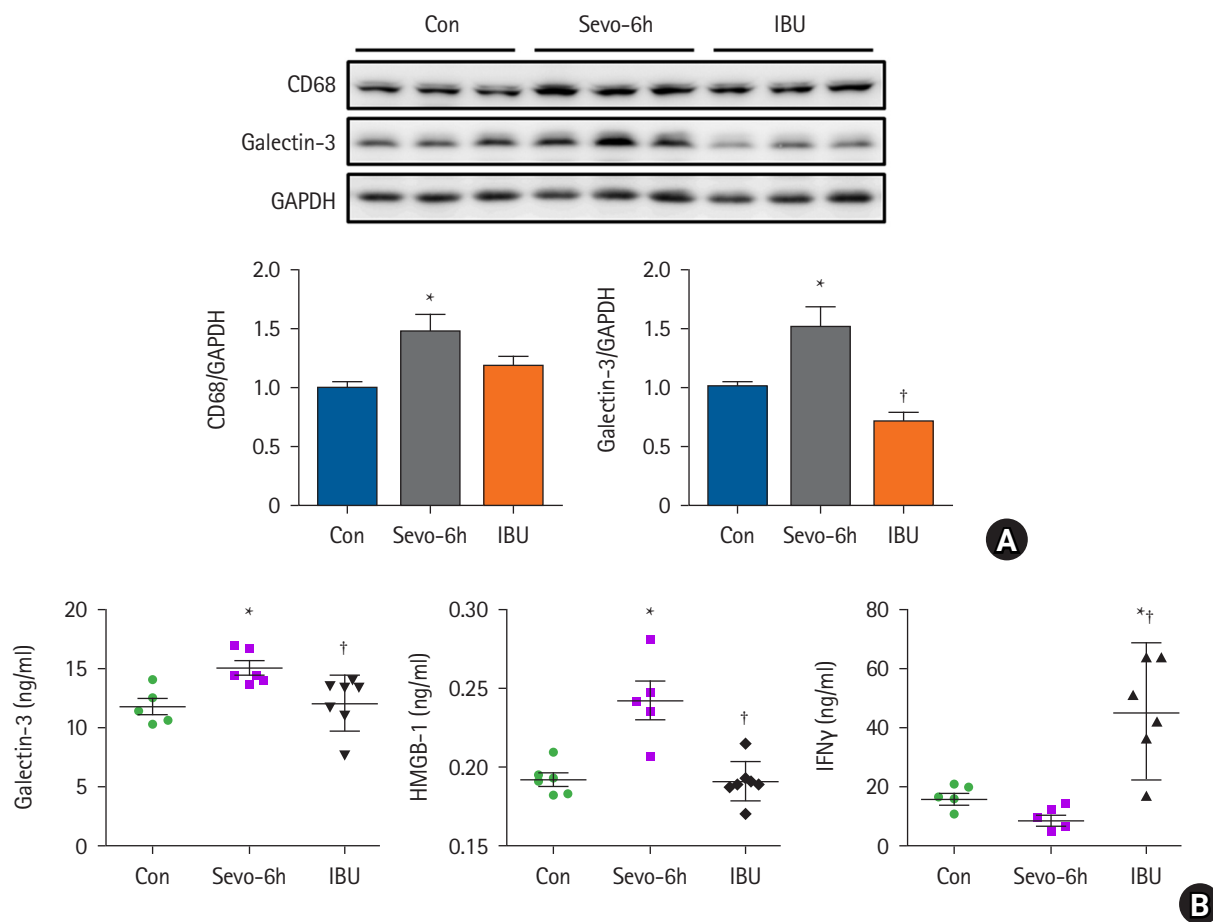 Con Sevo-6h IBU
CD68
Galectin-3
GAPDH
CD68/GAPDH
2.0
1.5
1.0
0.5
0
*
Con Sevo-6h IBU
Galectin-3/GAPDH
2.0
1.5
1.0
0.5
0
*
†
Con Sevo-6h IBU
A
Galectin-3 (ng/ml)
20
15
10
5
0
*
†
Con Sevo-6h IBU
HMGB-1 (ng/ml)
0.30
0.25
0.20
0.15
*
†
Con Sevo-6h IBU
IFNγ (ng/ml)
80
60
40
20
0
*†
Con Sevo-6h IBU
B